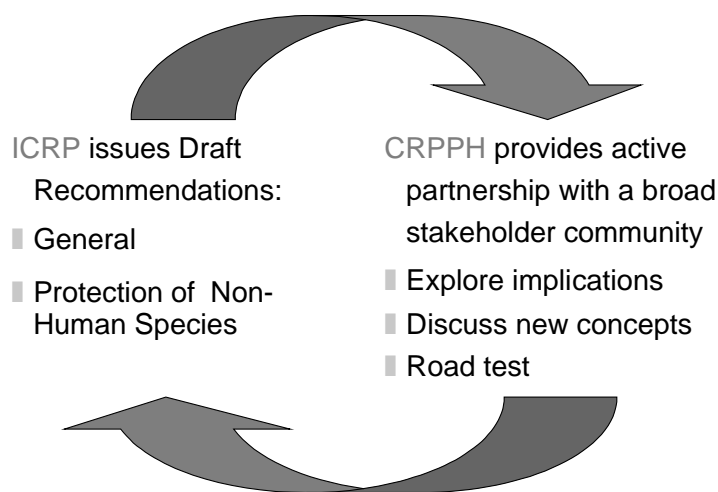 ICRP issues Draft
Recommendations:
General
Protection of Non-
Human Species
CRPPH provides active
partnership with a broad
stakeholder community
Explore implications
Discuss new concepts
Road test